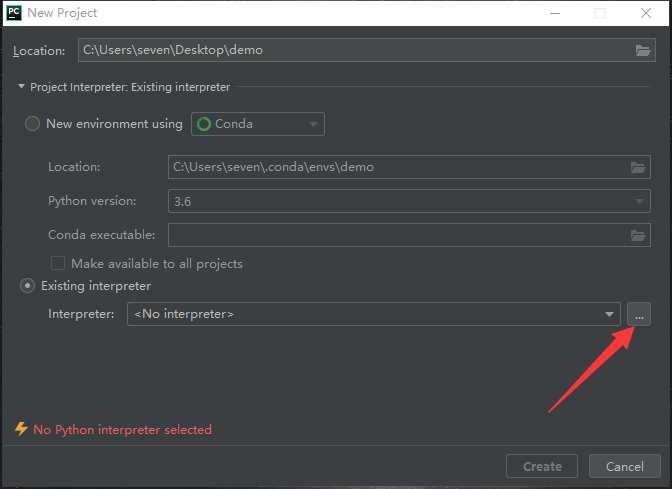 PC New Project
Location: C:\Users\seven\Desktop\demo
Project Interpreter: Existing interpreter
New environment using Conda
Location: C:\Users\seven\.conda\envs\demo
Python version: 3.6
Conda executable:
Make available to all projects
Existing interpreter
Interpreter: <No interpreter> ...
No Python interpreter selected
Create Cancel